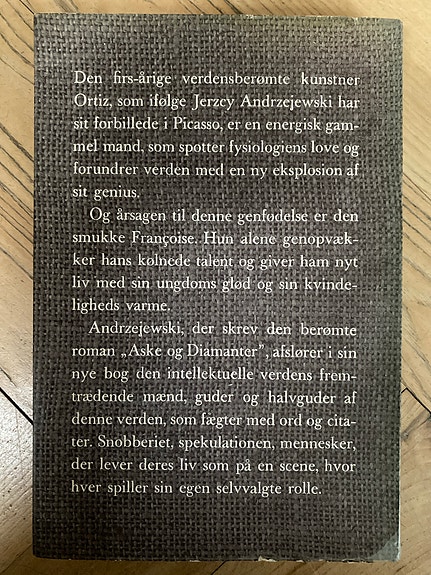 Den firs-årige verdensberømte kunstner
Ortiz, som ifølge Jerzey Andrzejewski har
sit forbillede i Picasso, er en energisk gam-
mel mand, som spotter fysiologiens love og
forundrer verden med en ny eksplosion af
sit genius.
Og årsagen til denne genfødelse er den
smukke Françoise. Hun alene genopvæk-
ker hans kølnede talent og giver ham nyt
liv med sin ungdoms glød og sin kvinde-
ligheds varme.
Andrzejewski, der skrev den berømte
roman „Aske og Diamanter”, afslører i sin
nye bog den intellektuelle verdens frem-
trædende mænd, guder og halvguder af
denne verden, som fægter med ord og cita-
ter. Snobberiet, spekulationen, mennesker,
der lever deres liv som på en scene, hvor
hver spiller sin egen selvvalgte rolle.